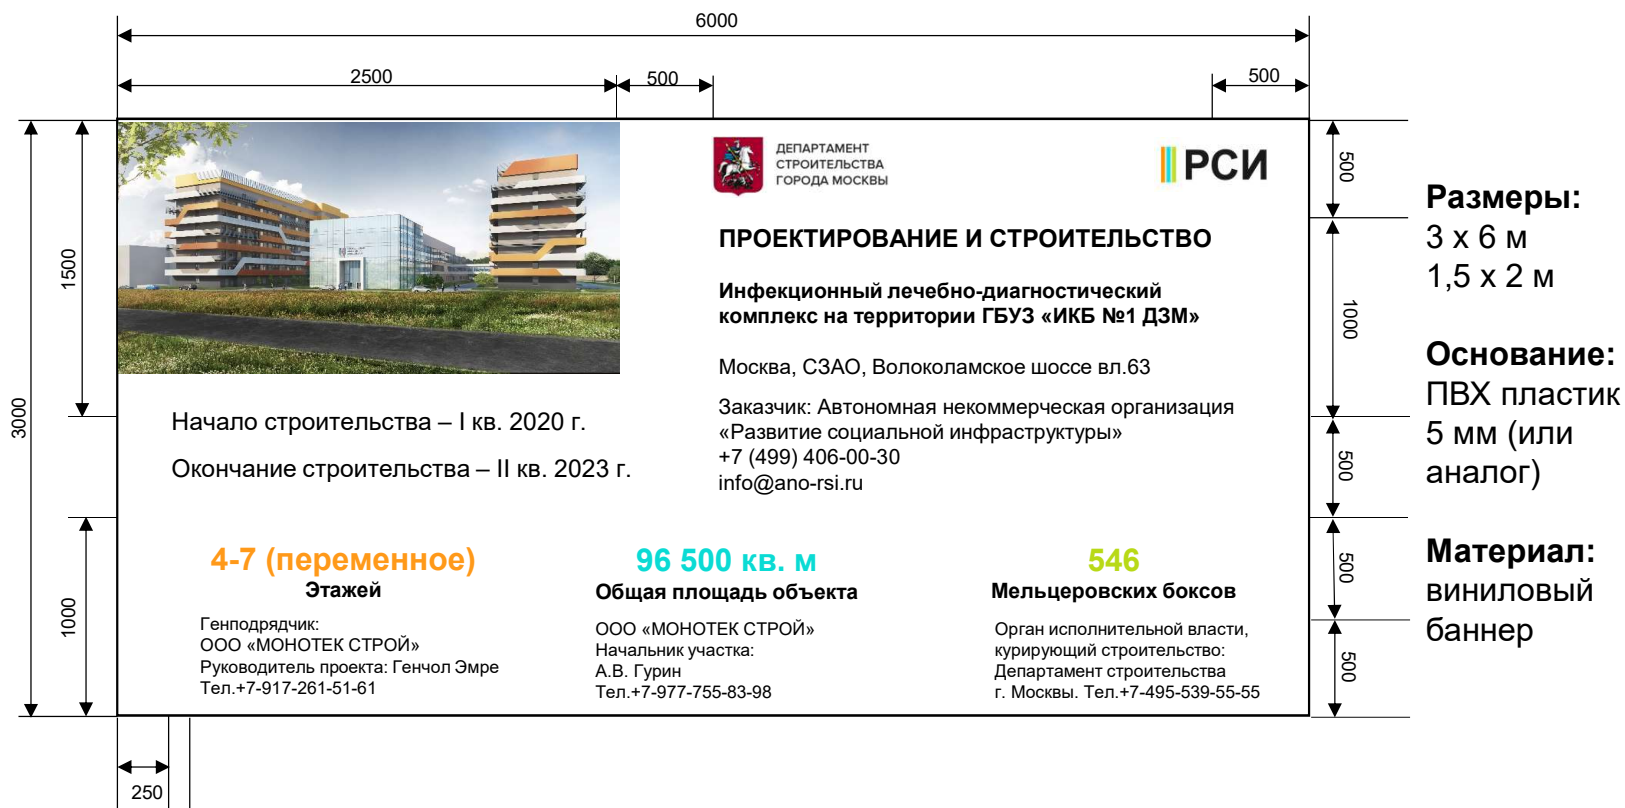 6000
2500
500
500
ДЕПАРТАМЕНТ
СТРОИТЕЛЬСТВА
ГОРОДА МОСКВЫ
РСИ
ПРОЕКТИРОВАНИЕ И СТРОИТЕЛЬСТВО
Инфекционный лечебно-диагностический
комплекс на территории ГБУЗ «ИКБ №1 ДЗМ»
Москва, СЗАО, Волоколамское шоссе вл.63
Заказчик: Автономная некоммерческая организация
«Развитие социальной инфраструктуры»
+7 (499) 406-00-30
info@ano-rsi.ru
Начало строительства – I кв. 2020 г.
Окончание строительства – II кв. 2023 г.
4-7 (переменное)
Этажей
96 500 кв. м
Общая площадь объекта
546
Мельцеровских боксов
Генподрядчик:
ООО «МОНОТЕК СТРОЙ»
Руководитель проекта: Генчол Эмре
Тел.+7-917-261-51-61
ООО «МОНОТЕК СТРОЙ»
Начальник участка:
А.В. Гурин
Тел.+7-977-755-83-98
Орган исполнительной власти,
курирующий строительство:
Департамент строительства
г. Москвы. Тел.+7-495-539-55-55
3000
1500
1000
250
500
1000
500
500
500
Размеры:
3 х 6 м
1,5 х 2 м
Основание:
ПВХ пластик
5 мм (или
аналог)
Материал:
виниловый
баннер